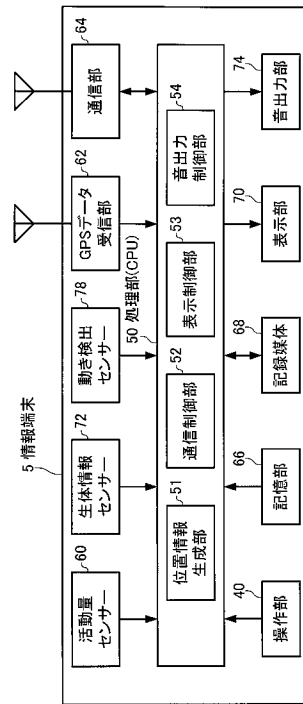 5 情報端末
60
活動量
センサー
72
生体情報
センサー
78
動き検出
センサー
62
GPSデータ
受信部
64
通信部
50 処理部(CPU)
51
位置情報
生成部
52
通信制御部
53
表示制御部
54
音出力
制御部
40
操作部
66
記憶部
68
記録媒体
70
表示部
74
音出力部